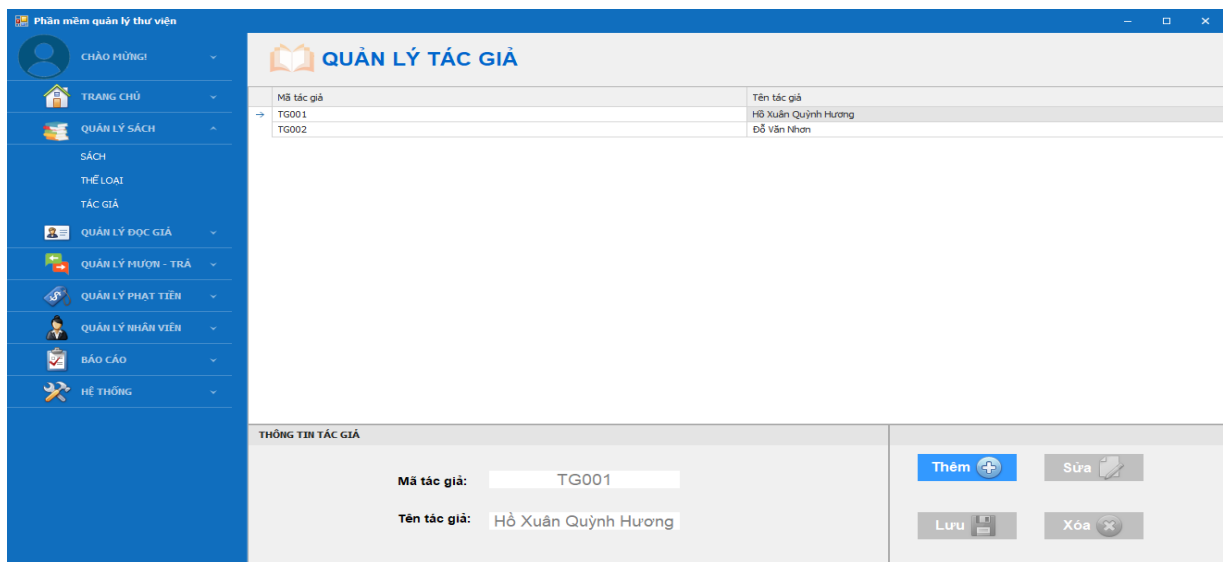 Phần mềm quản lý thư viện
CHÀO MỪNG!
TRANG CHỦ
QUẢN LÝ SÁCH
SÁCH
THỂ LOẠI
TÁC GIẢ
QUẢN LÝ ĐỌC GIẢ
QUẢN LÝ MƯỢN - TRẢ
QUẢN LÝ PHẠT TIỀN
QUẢN LÝ NHÂN VIÊN
BÁO CÁO
HỆ THỐNG
QUẢN LÝ TÁC GIẢ
Mã tác giả Tên tác giả
TG001 Hồ Xuân Quỳnh Hương
TG002 Đỗ Văn Nhơn
THÔNG TIN TÁC GIẢ
Mã tác giả: TG001
Tên tác giả: Hồ Xuân Quỳnh Hương
Thêm Sửa
Lưu Xóa